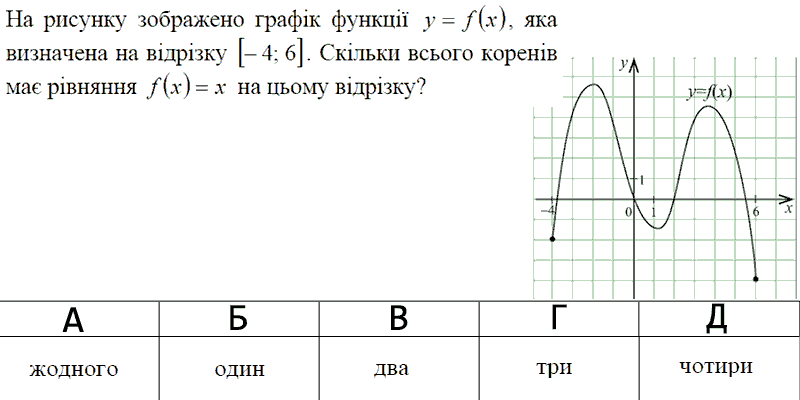 На рисунку зображено графік функції y = f(x), яка
визначена на відрізку [– 4; 6]. Скільки всього коренів
має рівняння f(x) = x на цьому відрізку?
y
y=f(x)
1
–4 0 1 6 x
А Б В Г Д
жодного один два три чотири